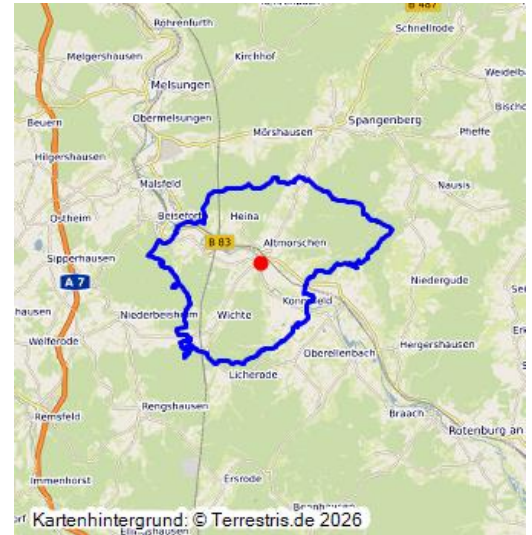 B 487
Röhrenfurth
Schnellrode
Melgershausen
Kirchhof
Melsungen
Weidelba
Bisch
Beuern
Obermelsungen
Spangenberg
Mörshausen
Pfieffe
Hilgershausen
Malsfeld
Nausis
Ostheim
Beiseförth
Heina
B 83
Altmorschen
Sipperhausen
A 7
Niedergude
Konnefeld
hausen
Niederbeisheim
Wichte
Welferode
Hergershausen
Oberellenbach
Licherode
Rengshausen
Braach
Remsfeld
Rotenburg an
Immenhorst
Ersrode
Kartenhintergrund: © Terrestris.de 2026